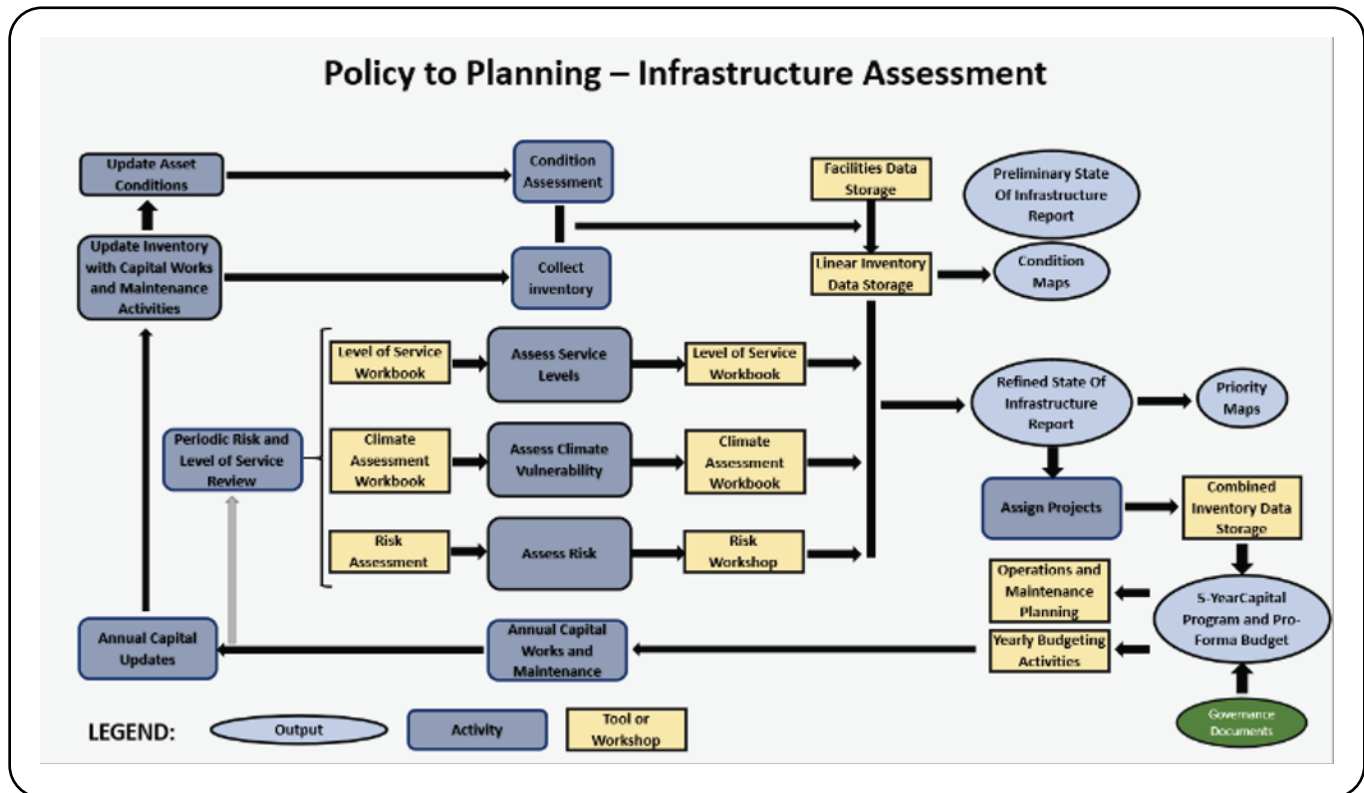 Policy to Planning – Infrastructure Assessment
Update Asset
Conditions
Condition
Assessment
Facilities Data
Storage
Preliminary State
Of Infrastructure
Report
Update Inventory
with Capital Works
and Maintenance
Activities
Collect
inventory
Linear Inventory
Data Storage
Condition
Maps
Level of Service
Workbook
Assess Service
Levels
Level of Service
Workbook
Refined State Of
Infrastructure
Report
Priority
Maps
Periodic Risk and
Level of Service
Review
Climate
Assessment
Workbook
Assess Climate
Vulnerability
Climate
Assessment
Workbook
Assign Projects
Combined
Inventory Data
Storage
Risk
Assessment
Assess Risk
Risk
Workshop
Operations and
Maintenance
Planning
5-YearCapital
Program and Pro-
Forma Budget
Annual Capital
Updates
Annual Capital
Works and
Maintenance
Yearly Budgeting
Activities
Governance
Documents
LEGEND:
Output
Activity
Tool or
Workshop